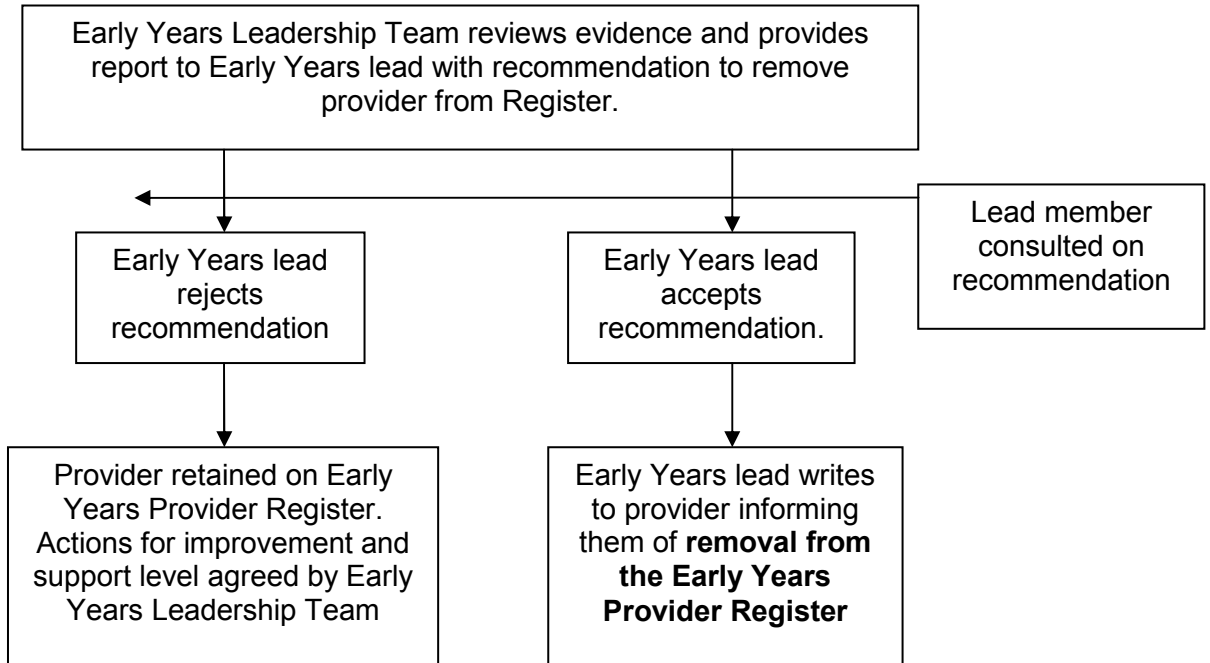 Early Years Leadership Team reviews evidence and provides
report to Early Years lead with recommendation to remove
provider from Register.
Lead member
consulted on
recommendation
Early Years lead
rejects
recommendation
Early Years lead
accepts
recommendation.
Provider retained on Early
Years Provider Register.
Actions for improvement and
support level agreed by Early
Years Leadership Team
Early Years lead writes
to provider informing
them of removal from
the Early Years
Provider Register